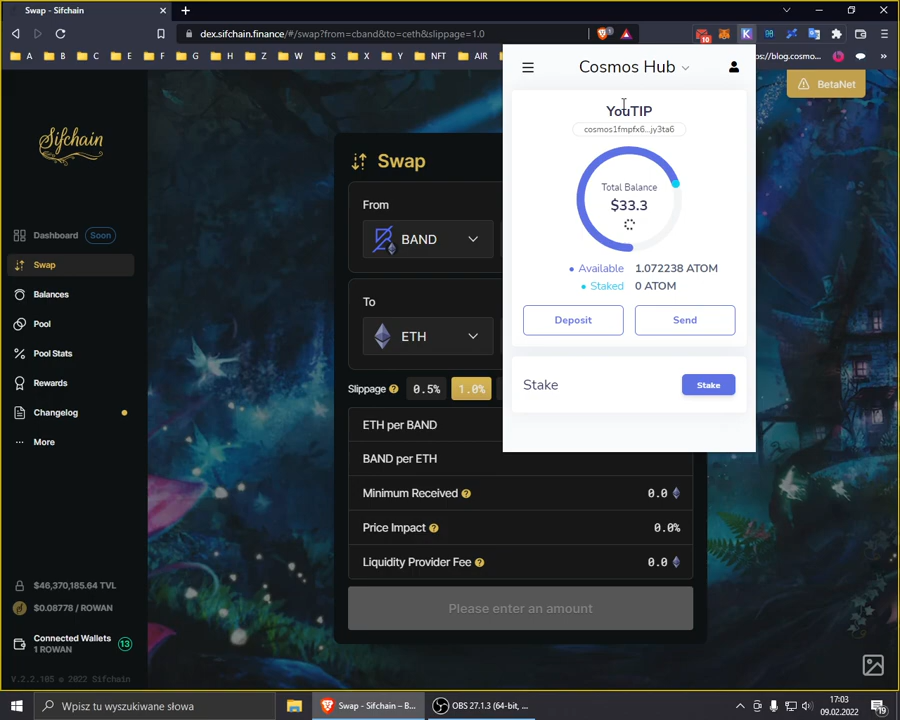 Swap - Sifchain
dex.sifchain.finance/#/swap?from=cband&to=ceth&slippage=1.0
1
10
K
A
B
C
E
F
G
H
Z
W
S
X
Y
NFT
AIR
ps://blog.cosmo...
BetaNet
Sifchain
Dashboard
Soon
Swap
Balances
Pool
Pool Stats
Rewards
Changelog
More
$46,370,185.64 TVL
$0.08778 / ROWAN
Connected Wallets
1 ROWAN
13
V.2.2.105 © 2022 Sifchain
Swap
From
BAND
To
ETH
Slippage ?
0.5%
1.0%
ETH per BAND
BAND per ETH
Minimum Received ?
0.0
Price Impact ?
0.0%
Liquidity Provider Fee ?
0.0
Please enter an amount
Cosmos Hub
YouTIP
cosmos1fmpfx6...jy3ta6
Total Balance
$33.3
Available 1.072238 ATOM
Staked 0 ATOM
Deposit
Send
Stake
Stake
Wpisz tu wyszukiwane słowa
Swap - Sifchain – B...
OBS 27.1.3 (64-bit, ...
17:03
09.02.2022
19